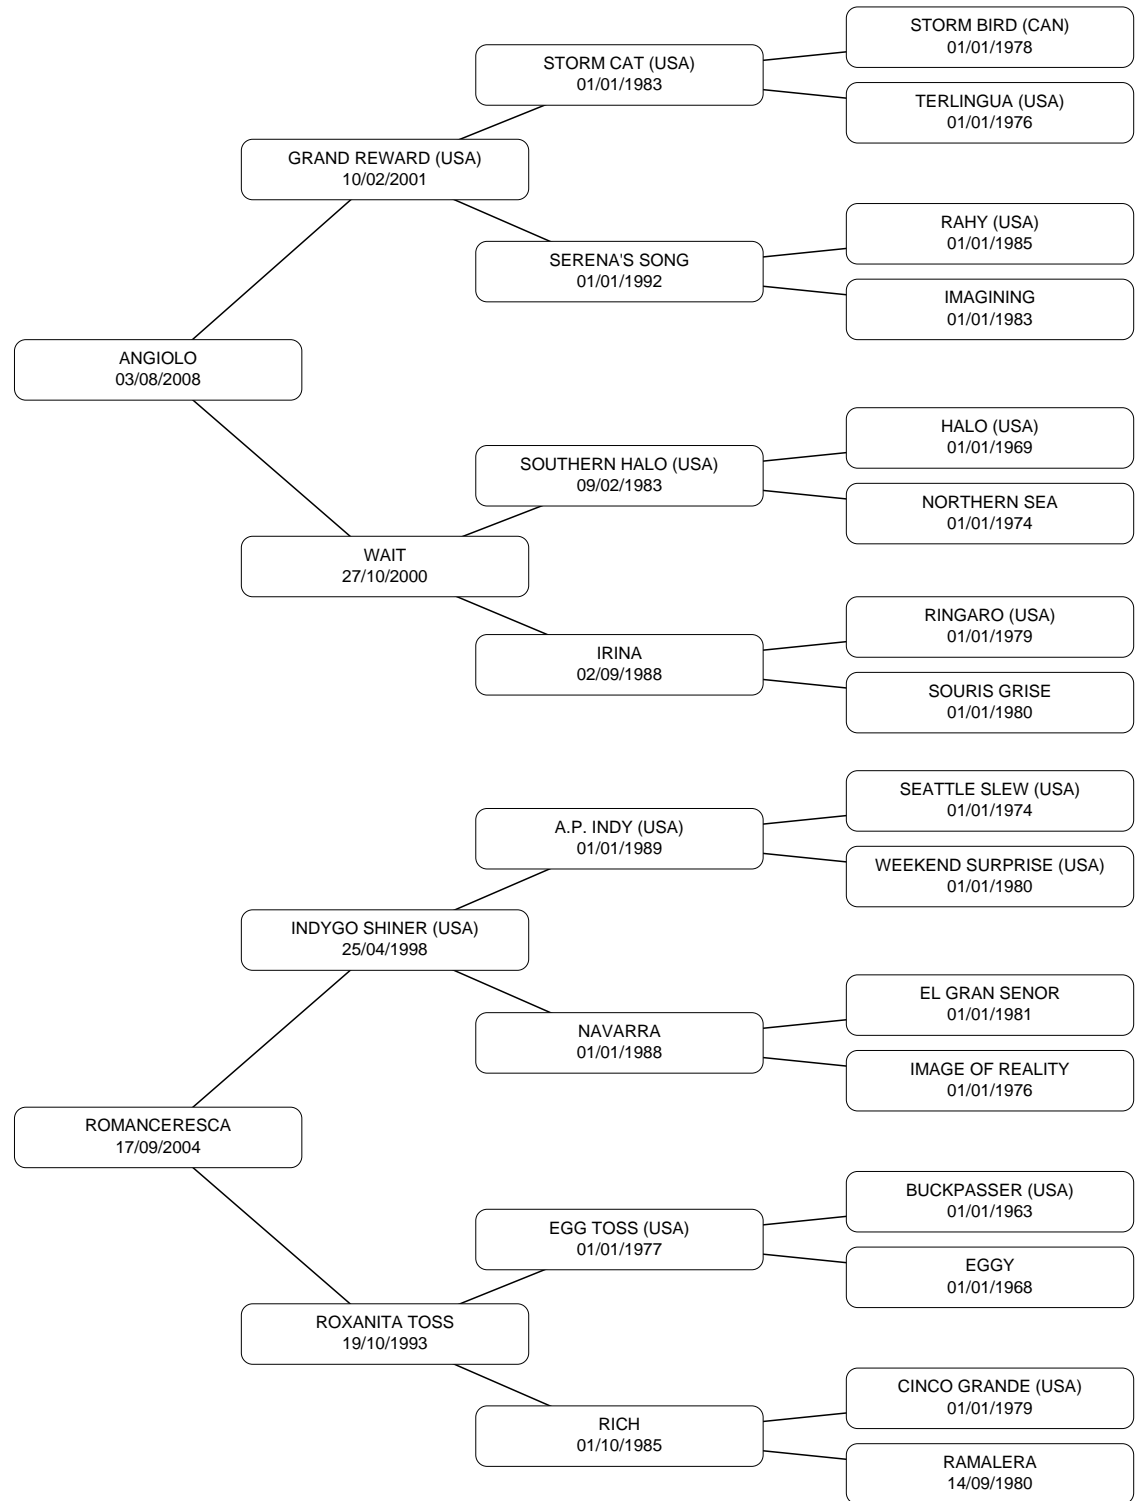 STORM BIRD (CAN)
01/01/1978
STORM CAT (USA)
01/01/1983
TERLINGUA (USA)
01/01/1976
GRAND REWARD (USA)
10/02/2001
RAHY (USA)
01/01/1985
SERENA'S SONG
01/01/1992
IMAGINING
01/01/1983
ANGIOLO
03/08/2008
HALO (USA)
01/01/1969
SOUTHERN HALO (USA)
09/02/1983
NORTHERN SEA
01/01/1974
WAIT
27/10/2000
RINGARO (USA)
01/01/1979
IRINA
02/09/1988
SOURIS GRISE
01/01/1980
SEATTLE SLEW (USA)
01/01/1974
A.P. INDY (USA)
01/01/1989
WEEKEND SURPRISE (USA)
01/01/1980
INDYGO SHINER (USA)
25/04/1998
EL GRAN SENOR
01/01/1981
NAVARRA
01/01/1988
IMAGE OF REALITY
01/01/1976
ROMANCERESCA
17/09/2004
BUCKPASSER (USA)
01/01/1963
EGG TOSS (USA)
01/01/1977
EGGY
01/01/1968
ROXANITA TOSS
19/10/1993
CINCO GRANDE (USA)
01/01/1979
RICH
01/10/1985
RAMALERA
14/09/1980